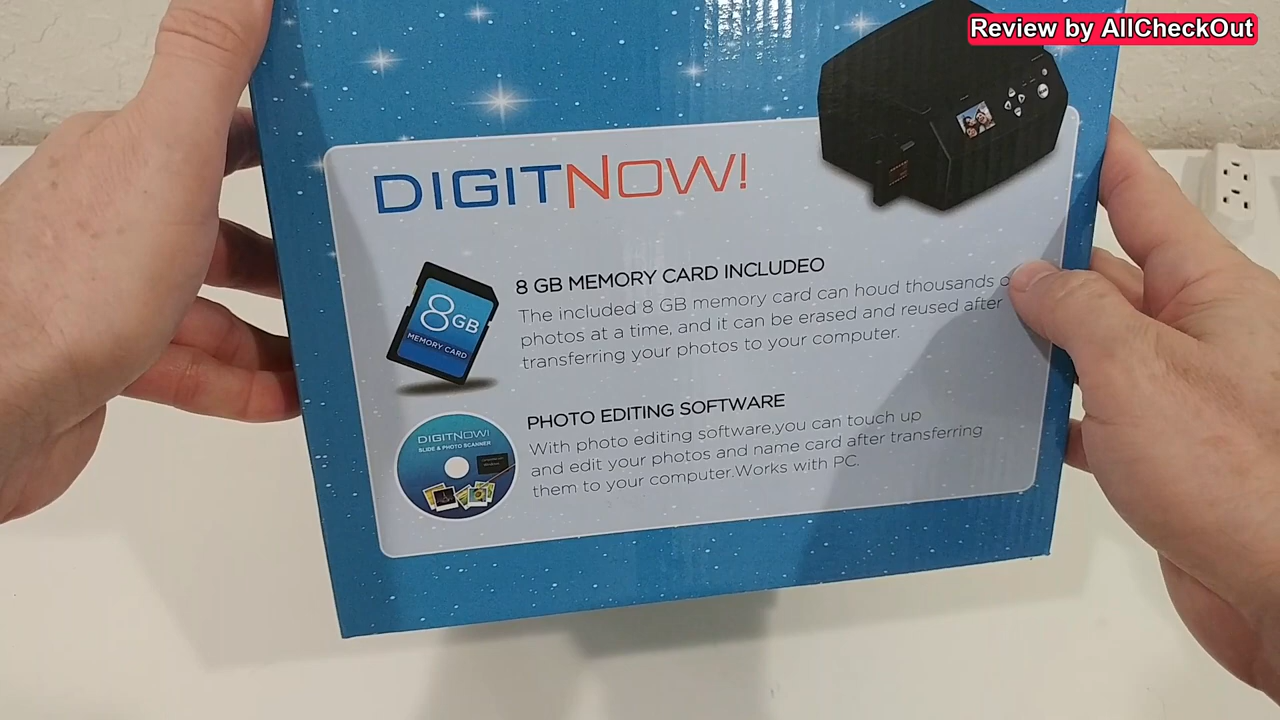 Review by AllCheckOut
DIGITNOW!
8 GB MEMORY CARD INCLUDEO
The included 8 GB memory card can houd thousands
photos at a time, and it can be erased and reused after
transferring your photos to your computer.
8GB
MEMORY CARD
PHOTO EDITING SOFTWARE
With photo editing software,you can touch up
and edit your photos and name card after transferring
them to your computer.Works with PC.
DIGITNOW!
SLIDE & PHOTO SCANNER